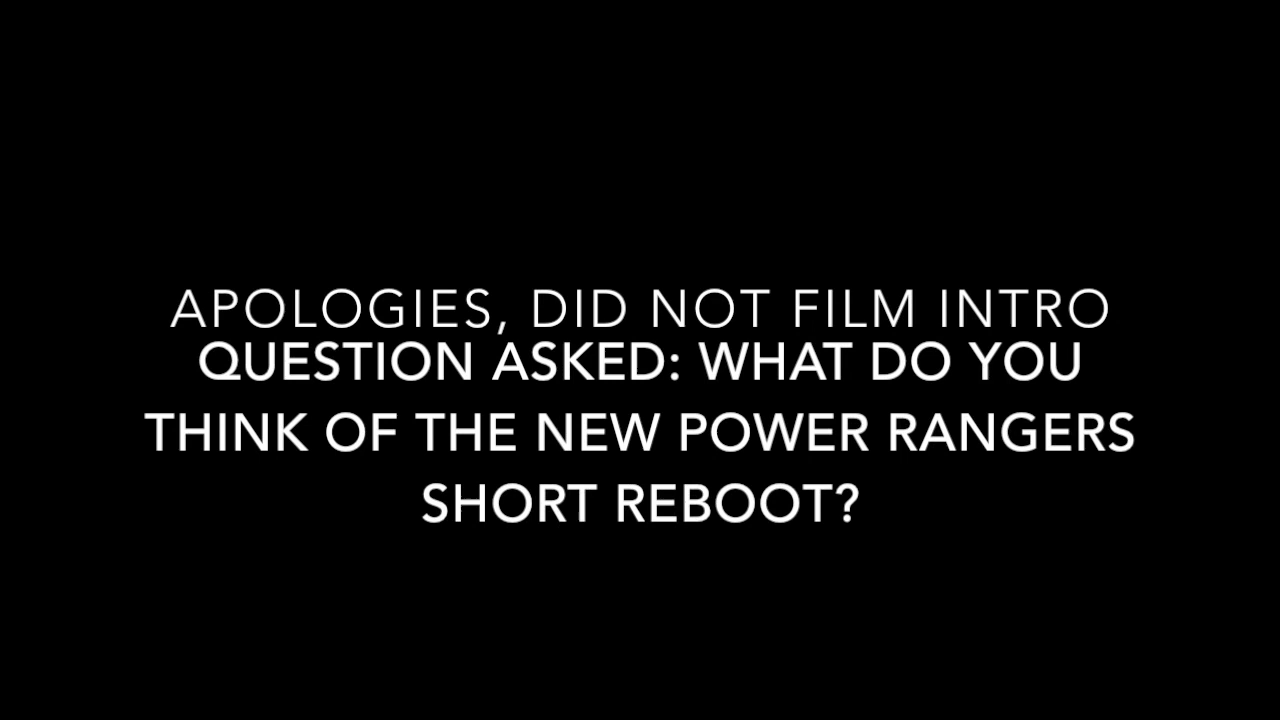 APOLOGIES, DID NOT FILM INTRO
QUESTION ASKED: WHAT DO YOU
THINK OF THE NEW POWER RANGERS
SHORT REBOOT?